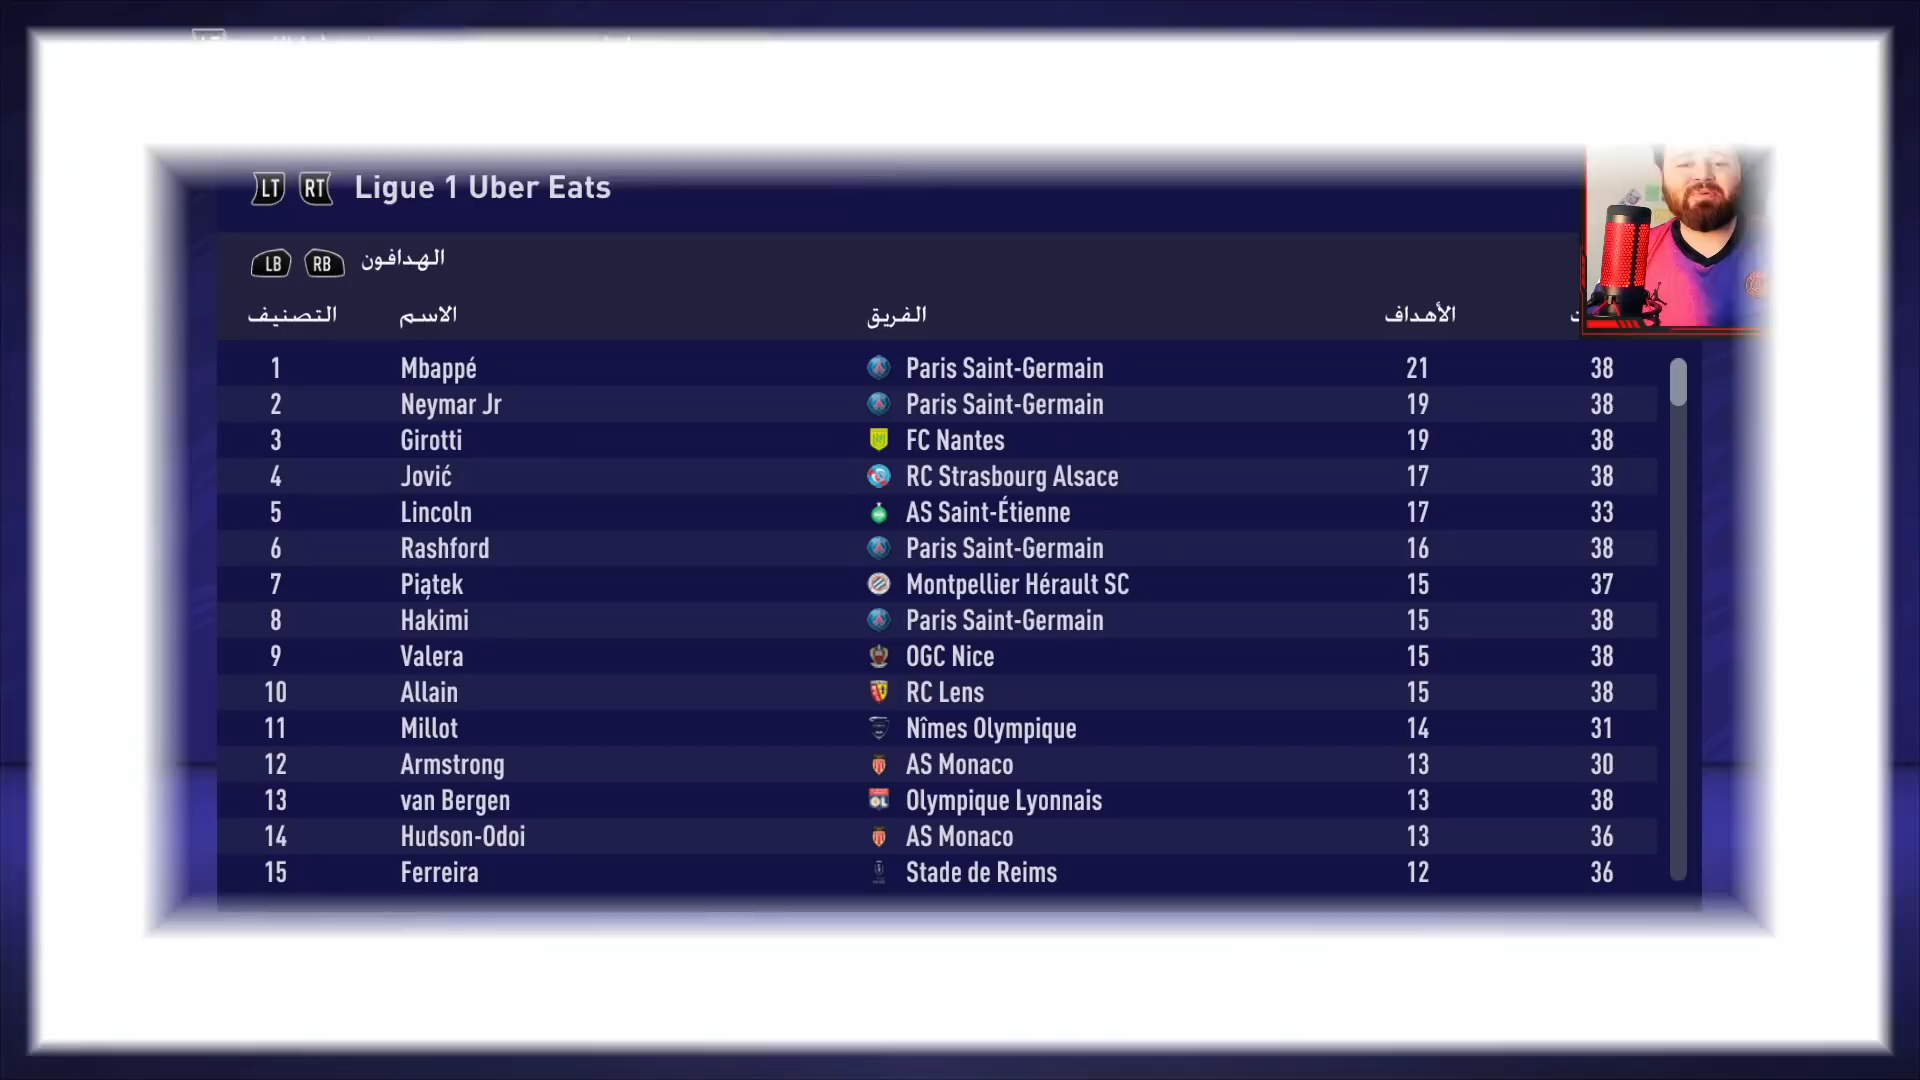 LT RT Ligue 1 Uber Eats
LB RB الهدافون
التصنيف الاسم الفريق الأهداف
1 Mbappé Paris Saint-Germain 21 38
2 Neymar Jr Paris Saint-Germain 19 38
3 Girotti FC Nantes 19 38
4 Jović RC Strasbourg Alsace 17 38
5 Lincoln AS Saint-Étienne 17 33
6 Rashford Paris Saint-Germain 16 38
7 Piątek Montpellier Hérault SC 15 37
8 Hakimi Paris Saint-Germain 15 38
9 Valera OGC Nice 15 38
10 Allain RC Lens 15 38
11 Millot Nîmes Olympique 14 31
12 Armstrong AS Monaco 13 30
13 van Bergen Olympique Lyonnais 13 38
14 Hudson-Odoi AS Monaco 13 36
15 Ferreira Stade de Reims 12 36